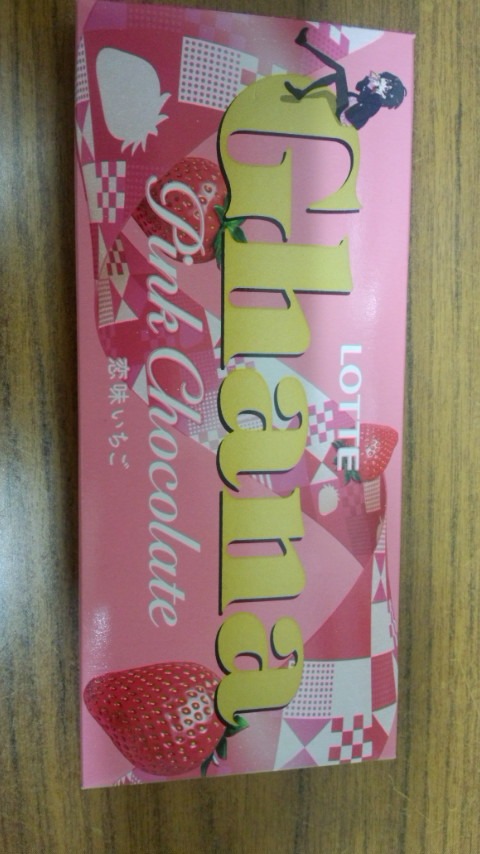 LOTTE
Ghana
Pink Chocolate
恋味いちご